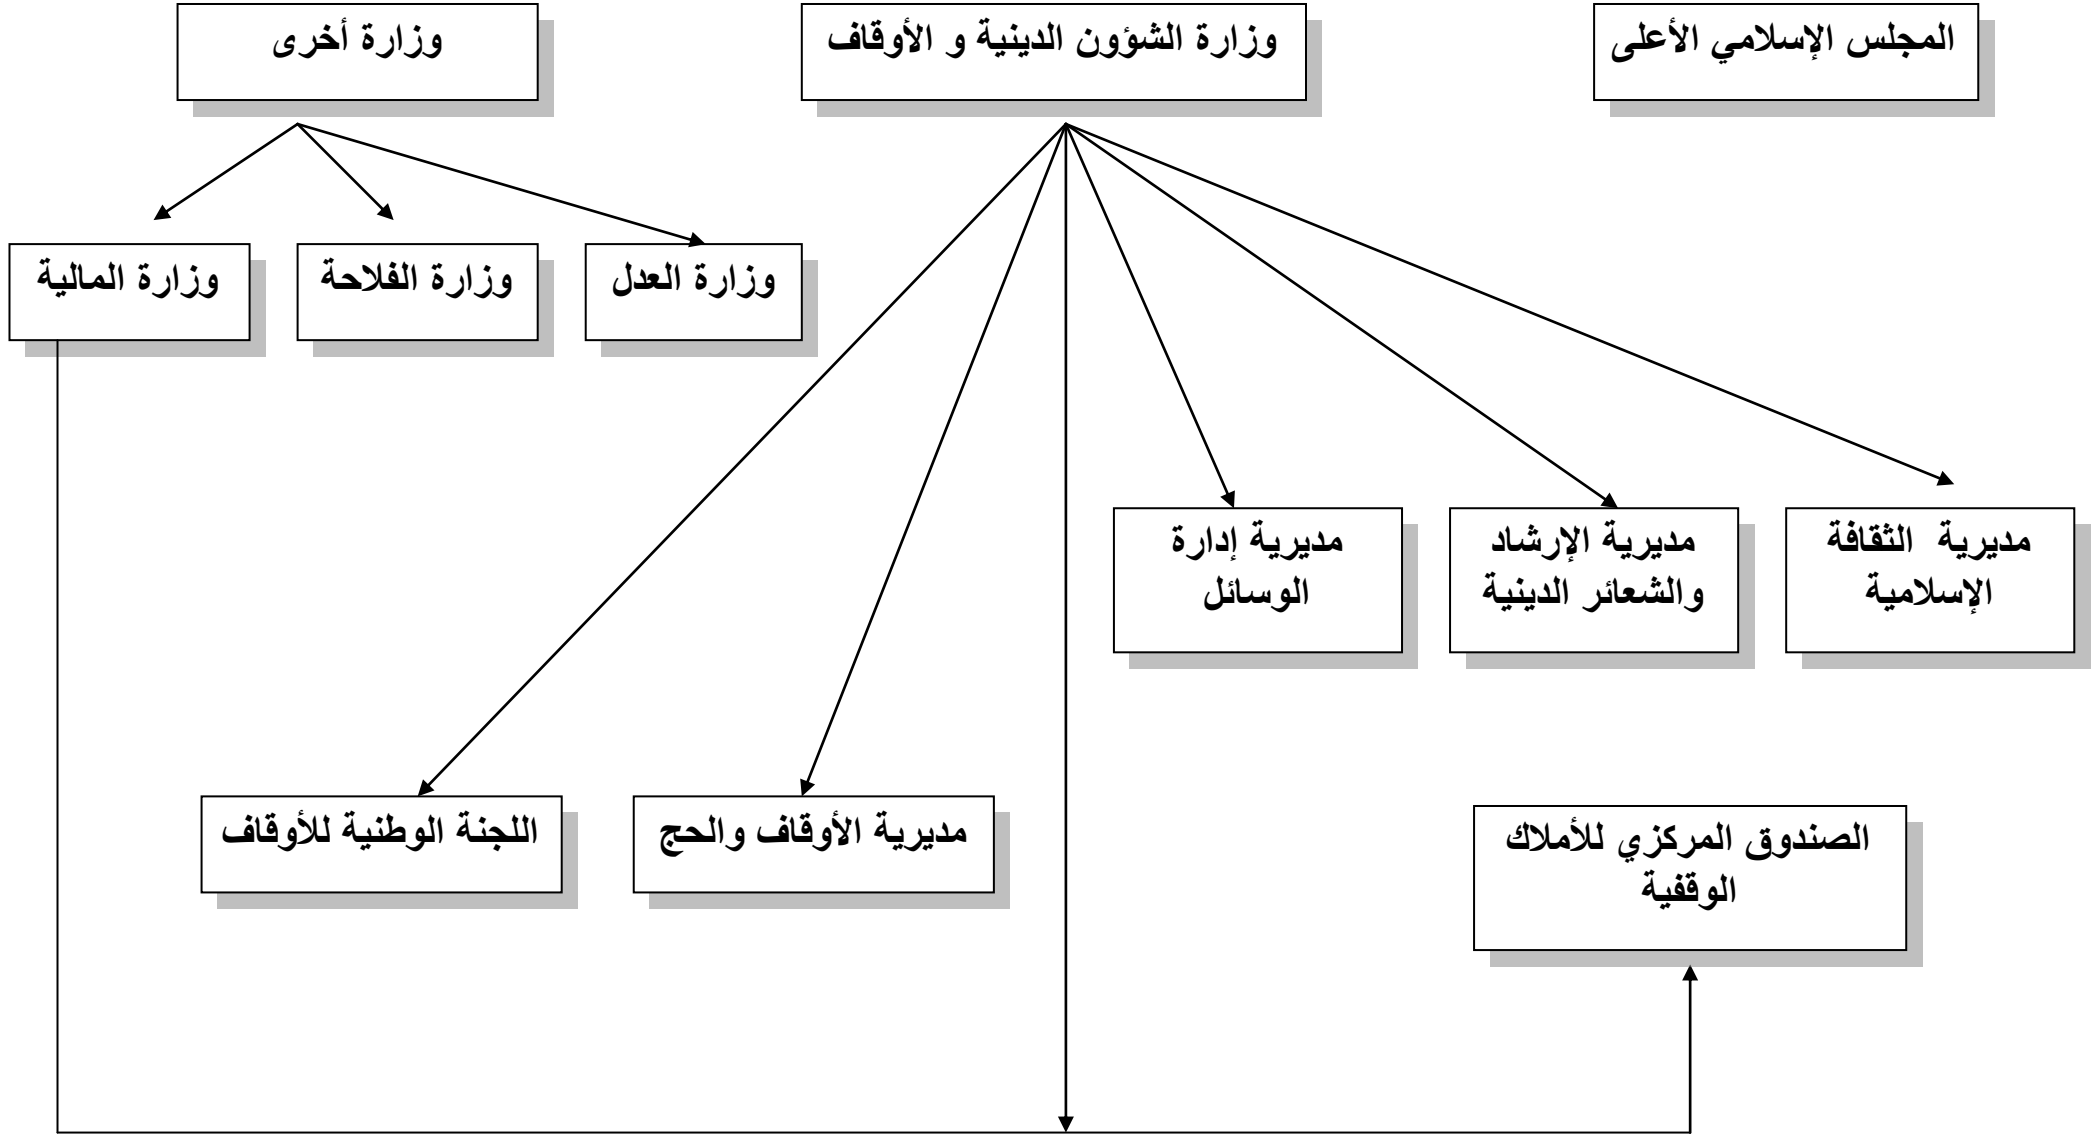 المجلس الإسلامي الأعلى
وزارة الشؤون الدينية و الأوقاف
وزارة أخرى
وزارة العدل
وزارة الفلاحة
وزارة المالية
مديرية الثقافة
الإسلامية
مديرية الإرشاد
والشعائر الدينية
مديرية إدارة
الوسائل
الصندوق المركزي للأملاك
الوقفية
مديرية الأوقاف والحج
اللجنة الوطنية للأوقاف